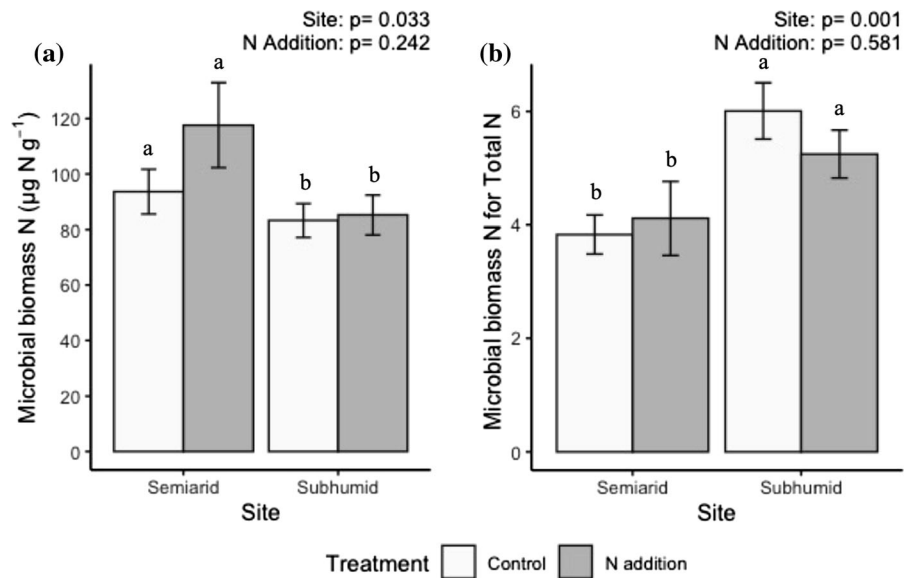 Site: p= 0.033
N Addition: p= 0.242
(a)
Microbial biomass N (µg N g⁻¹)
120
100
80
60
40
20
0
a
a
b
b
Semiarid
Subhumid
Site
Site: p= 0.001
N Addition: p= 0.581
(b)
Microbial biomass N for Total N
6
4
2
0
b
b
a
a
Semiarid
Subhumid
Site
Treatment Control N addition